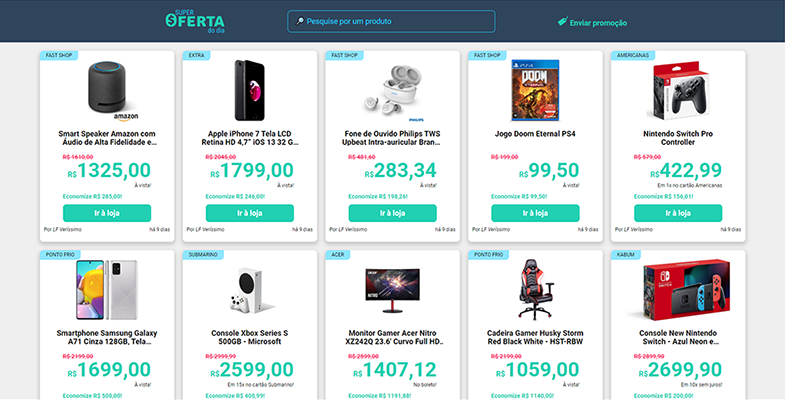 SUPER
OFERTA
do dia
Pesquise por um produto
Enviar promoção
FAST SHOP
amazon
Smart Speaker Amazon com
Áudio de Alta Fidelidade e...
R$ 1610,00
R$1325,00
À vista!
Economize R$ 285,00!
Ir à loja
Por LF Veríssimo
há 9 dias
EXTRA
Apple iPhone 7 Tela LCD
Retina HD 4,7" iOS 13 32 G...
R$ 2045,00
R$1799,00
À vista!
Economize R$ 246,00!
Ir à loja
Por LF Veríssimo
há 9 dias
FAST SHOP
PHILIPS
Fone de Ouvido Philips TWS
Upbeat Intra-auricular Bran...
R$ 481,60
R$283,34
À vista!
Economize R$ 198,26!
Ir à loja
Por LF Veríssimo
há 9 dias
FAST SHOP
PS4
DOOM
Jogo Doom Eternal PS4
R$ 199,00
R$99,50
À vista!
Economize R$ 99,50!
Ir à loja
Por LF Veríssimo
há 9 dias
AMERICANAS
Nintendo Switch Pro
Controller
R$ 579,00
R$422,99
Em 1x no cartão Americanas
Economize R$ 156,01!
Ir à loja
Por LF Veríssimo
há 9 dias
PONTO FRIO
Smartphone Samsung Galaxy
A71 Cinza 128GB, Tela...
R$ 2199,00
R$1699,00
À vista!
Economize R$ 500,00!
SUBMARINO
Console Xbox Series S
500GB - Microsoft
R$ 2999,99
R$2599,00
Em 15x no cartão Submarino!
Economize R$ 400,99!
ACER
NITRO
Monitor Gamer Acer Nitro
XZ242Q 23.6' Curvo Full HD...
R$ 2599,00
R$1407,12
No boleto!
Economize R$ 1191,88!
PONTO FRIO
Cadeira Gamer Husky Storm
Red Black White - HST-RBW
R$ 2199,00
R$1059,00
À vista!
Economize R$ 1140,00!
KABUM
SWITCH
Console New Nintendo
Switch - Azul Neon e...
R$ 2899,90
R$2699,90
Em 10x sem juros!
Economize R$ 200,00!